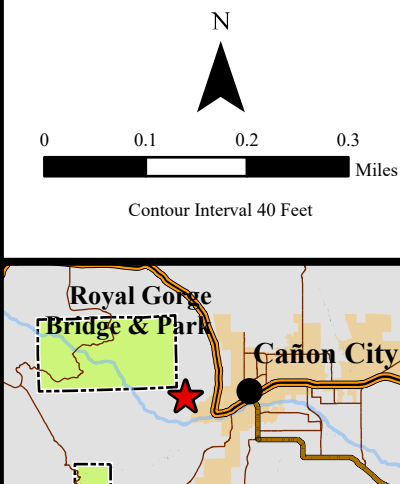 N
0 0.1 0.2 0.3
Miles
Contour Interval 40 Feet
Royal Gorge
Bridge & Park
Cañon City